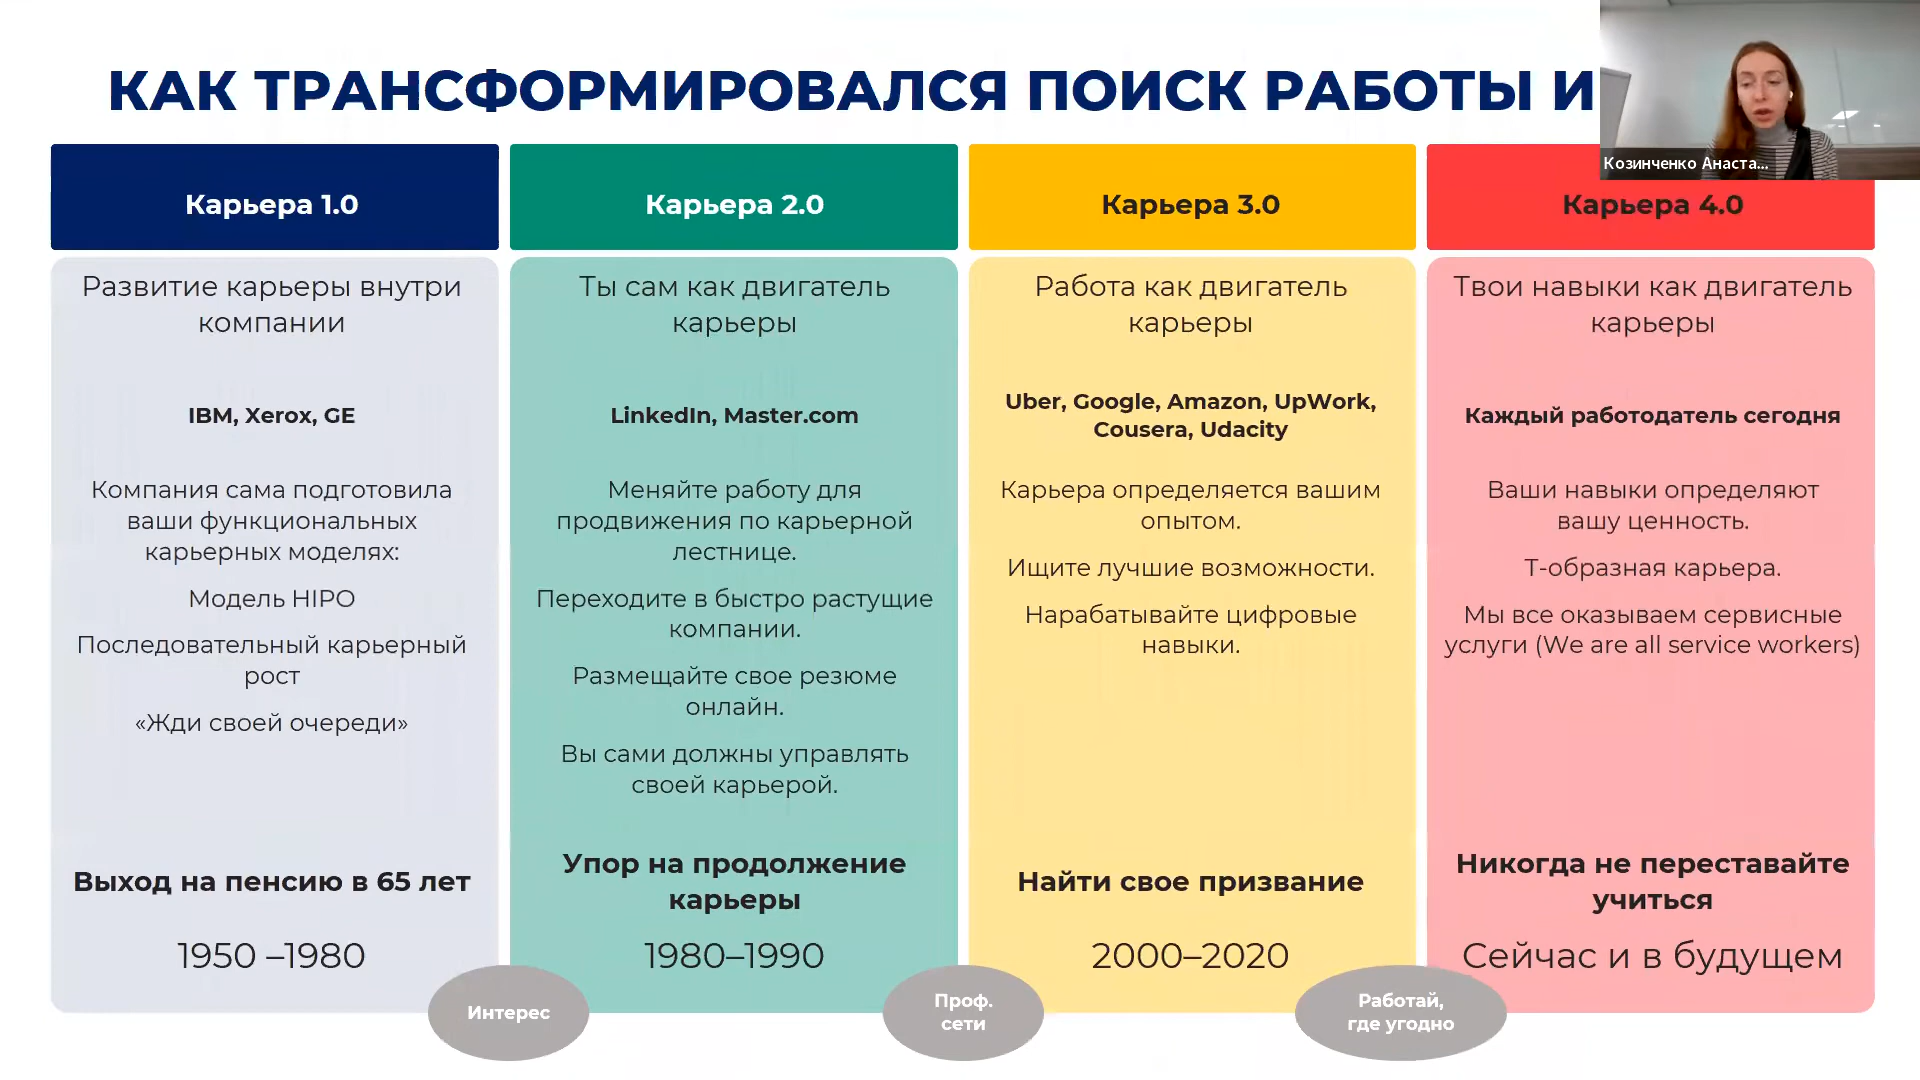 КАК ТРАНСФОРМИРОВАЛСЯ ПОИСК РАБОТЫ И
Козинченко Анаста...
Карьера 1.0
Развитие карьеры внутри
компании
IBM, Xerox, GE
Компания сама подготовила
ваши функциональных
карьерных моделях:
Модель HIPO
Последовательный карьерный
рост
«Жди своей очереди»
Выход на пенсию в 65 лет
1950 –1980
Интерес
Карьера 2.0
Ты сам как двигатель
карьеры
LinkedIn, Master.com
Меняйте работу для
продвижения по карьерной
лестнице.
Переходите в быстро растущие
компании.
Размещайте свое резюме
онлайн.
Вы сами должны управлять
своей карьерой.
Упор на продолжение
карьеры
1980–1990
Проф.
сети
Карьера 3.0
Работа как двигатель
карьеры
Uber, Google, Amazon, UpWork,
Cousera, Udacity
Карьера определяется вашим
опытом.
Ищите лучшие возможности.
Нарабатывайте цифровые
навыки.
Найти свое призвание
2000–2020
Работай,
где угодно
Карьера 4.0
Твои навыки как двигатель
карьеры
Каждый работодатель сегодня
Ваши навыки определяют
вашу ценность.
Т-образная карьера.
Мы все оказываем сервисные
услуги (We are all service workers)
Никогда не переставайте
учиться
Сейчас и в будущем